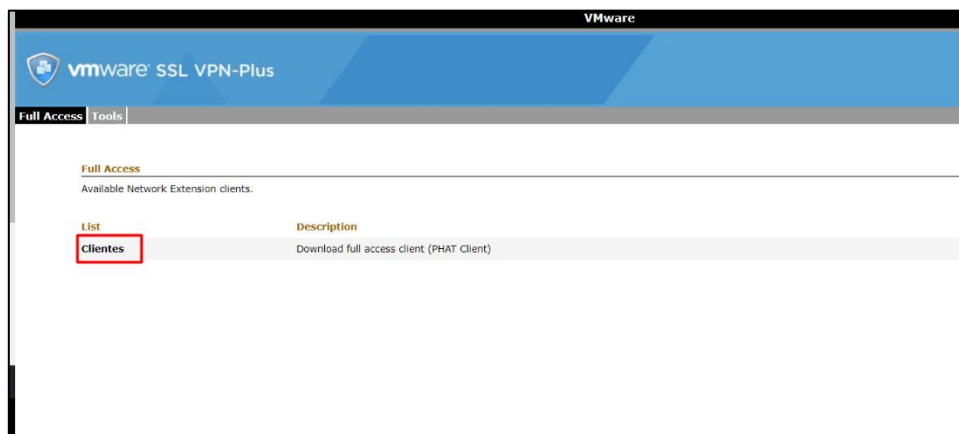 VMware
vmware SSL VPN-Plus
Full Access Tools
Full Access
Available Network Extension clients.
List Description
Clientes Download full access client (PHAT Client)